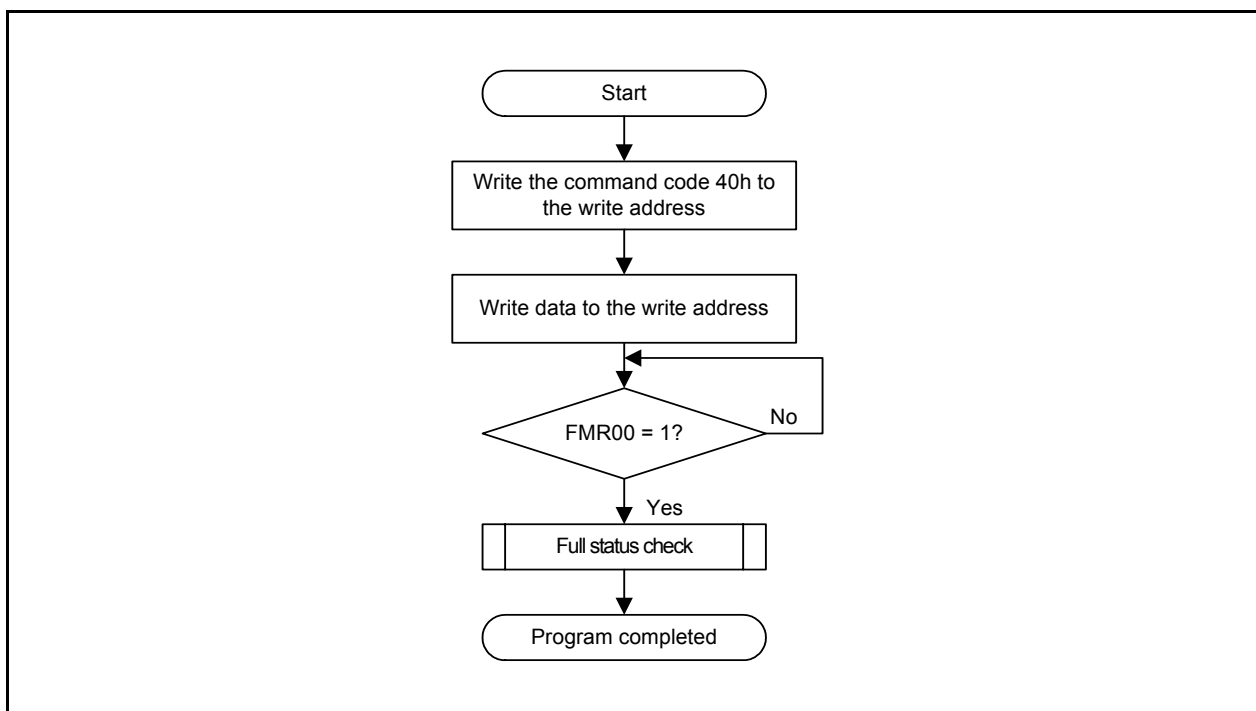 Start
Write the command code 40h to
the write address
Write data to the write address
No
FMR00 = 1?
Yes
Full status check
Program completed